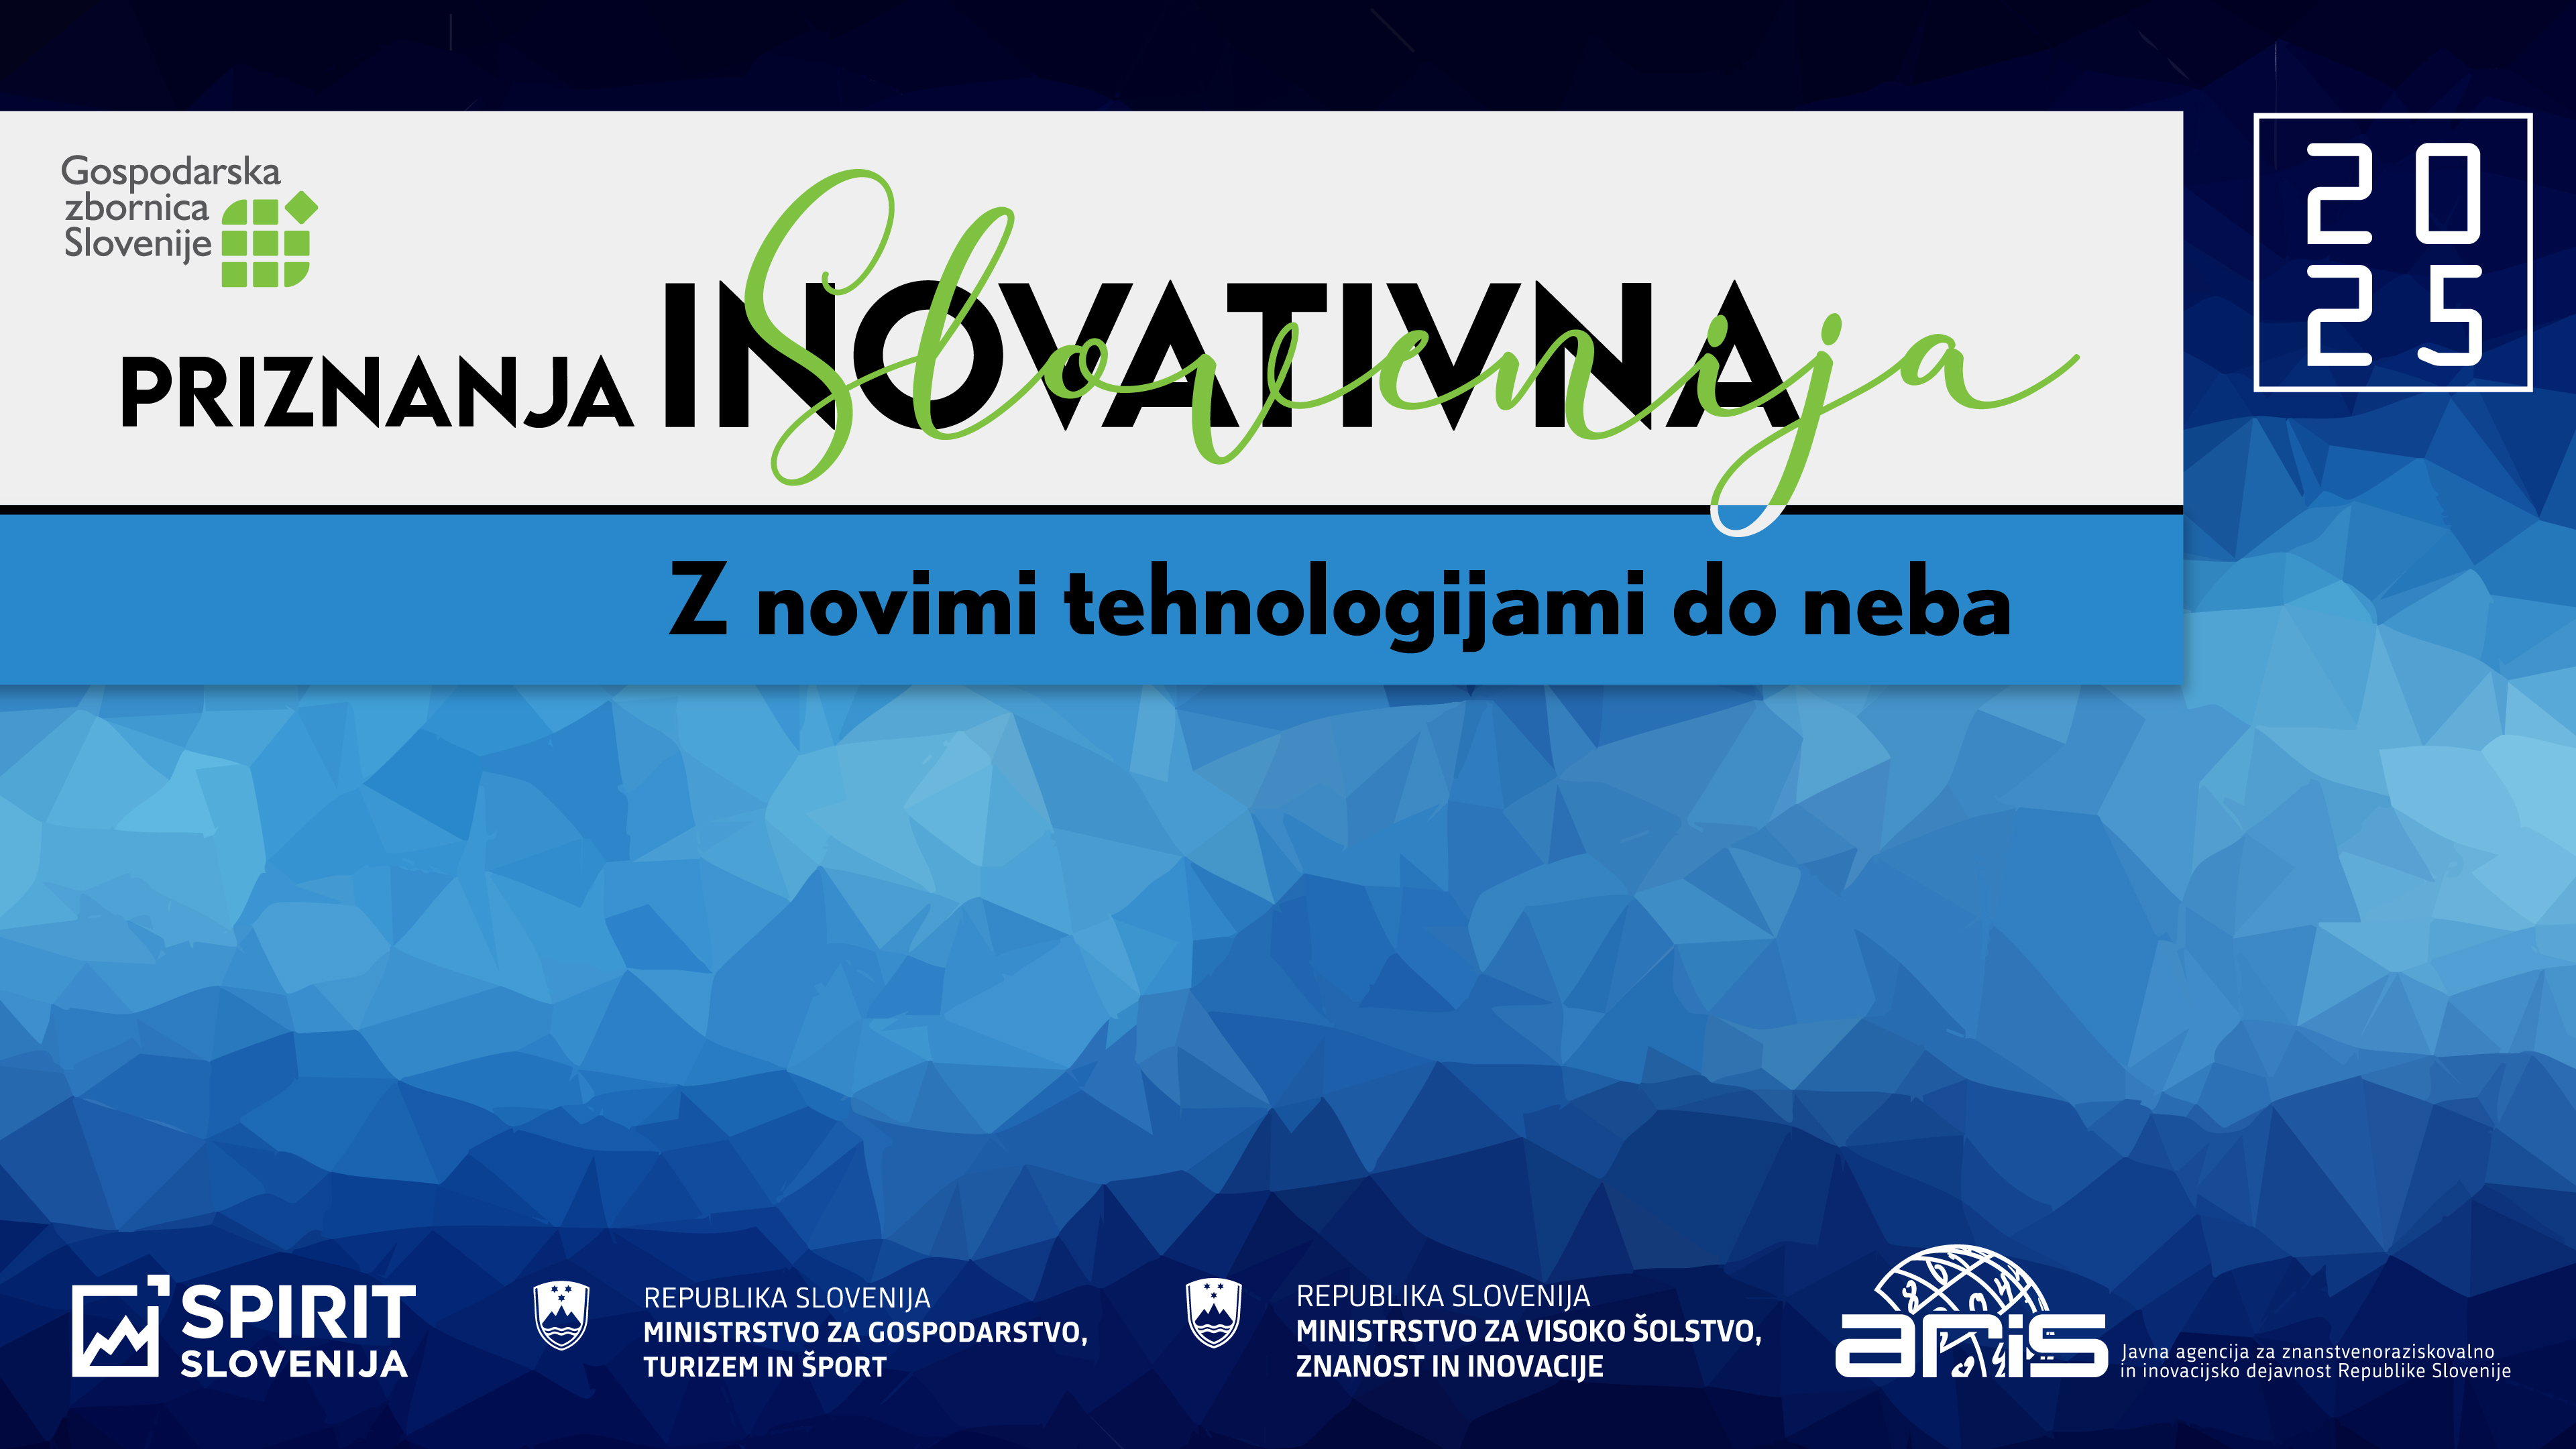 Gospodarska
zbornica
Slovenije
PRIZNANJA INOVATIVNA
Slovenija
20
25
Z novimi tehnologijami do neba
SPIRIT
SLOVENIJA
REPUBLIKA SLOVENIJA
MINISTRSTVO ZA GOSPODARSTVO,
TURIZEM IN ŠPORT
REPUBLIKA SLOVENIJA
MINISTRSTVO ZA VISOKO ŠOLSTVO,
ZNANOST IN INOVACIJE
aris
Javna agencija za znanstvenoraziskovalno
in inovacijsko dejavnost Republike Slovenije